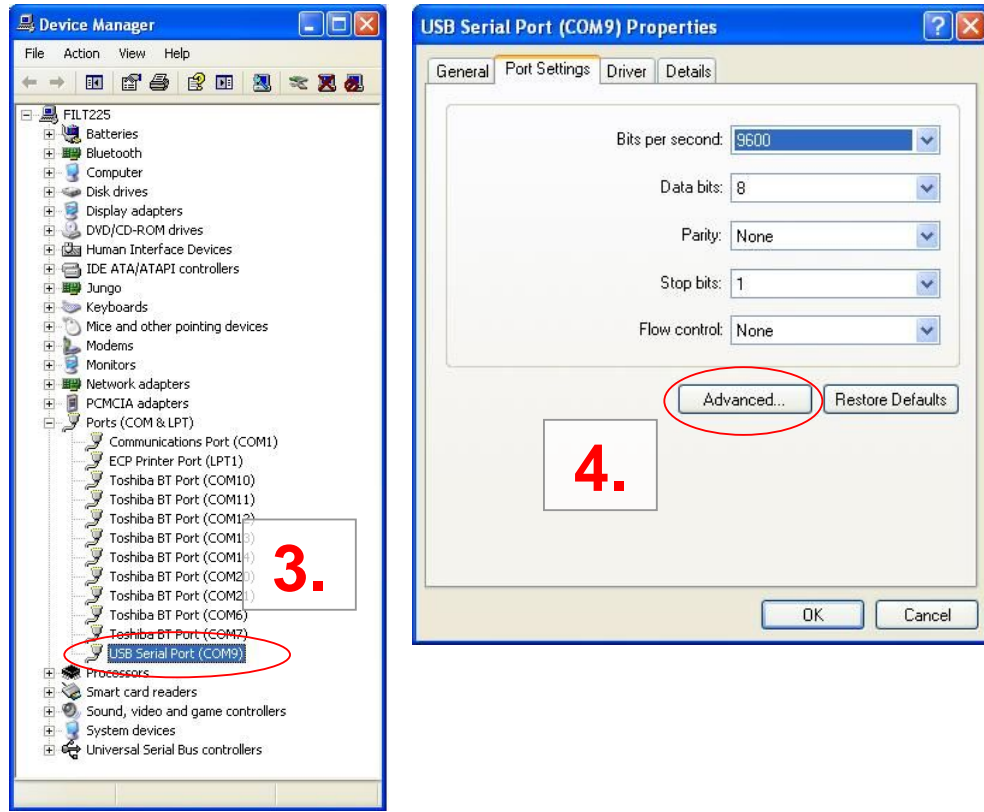 Device Manager
File Action View Help
FILT225
Batteries
Bluetooth
Computer
Disk drives
Display adapters
DVD/CD-ROM drives
Human Interface Devices
IDE ATA/ATAPI controllers
Jungo
Keyboards
Mice and other pointing devices
Modems
Monitors
Network adapters
PCMCIA adapters
Ports (COM & LPT)
Communications Port (COM1)
ECP Printer Port (LPT1)
Toshiba BT Port (COM10)
Toshiba BT Port (COM11)
Toshiba BT Port (COM12)
Toshiba BT Port (COM13)
Toshiba BT Port (COM14)
Toshiba BT Port (COM20)
Toshiba BT Port (COM21)
Toshiba BT Port (COM6)
Toshiba BT Port (COM7)
USB Serial Port (COM9)
Processors
Smart card readers
Sound, video and game controllers
System devices
Universal Serial Bus controllers
3.
USB Serial Port (COM9) Properties
General Port Settings Driver Details
Bits per second: 9600
Data bits: 8
Parity: None
Stop bits: 1
Flow control: None
Advanced... Restore Defaults
4.
OK Cancel